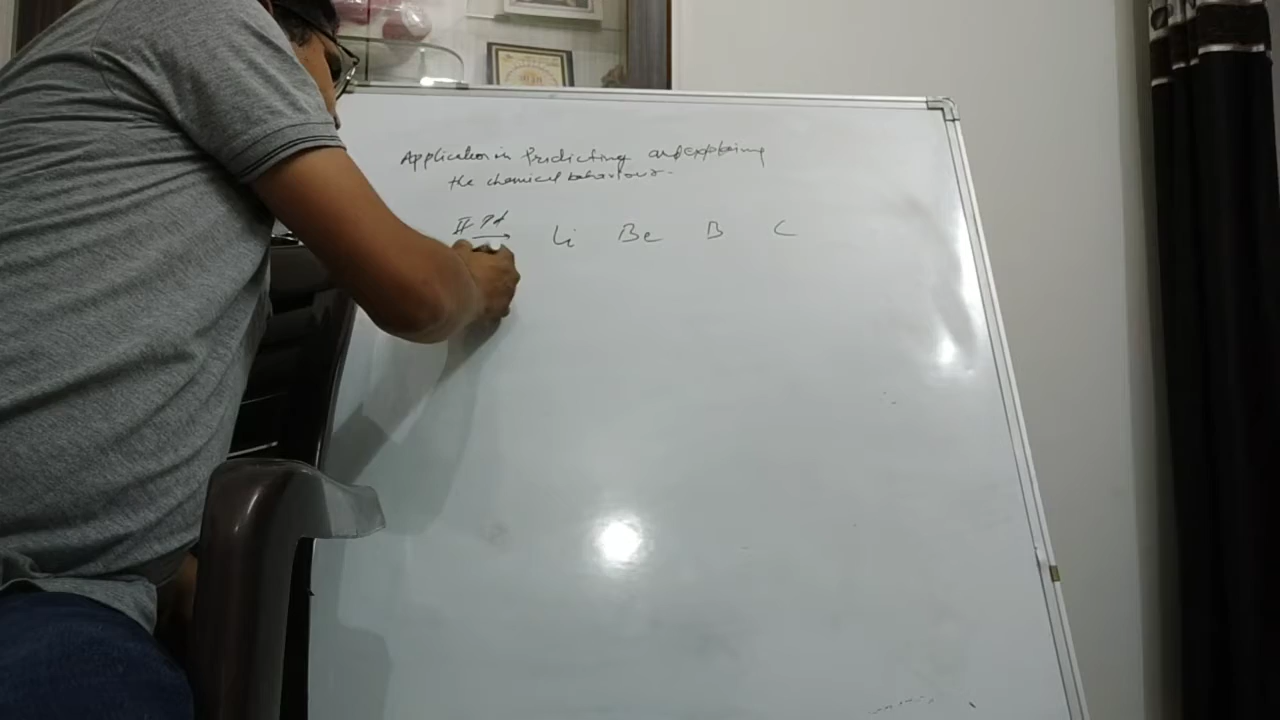 Application in Predicting and explaining
the chemical behaviour.
II Pd → Li Be B C